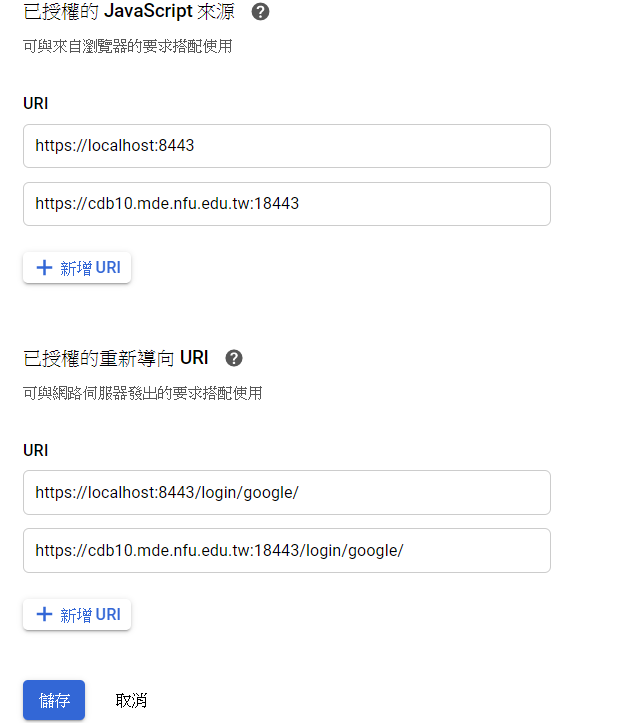 已授權的 JavaScript 來源
可與來自瀏覽器的要求搭配使用
URI
https://localhost:8443
https://cdb10.mde.nfu.edu.tw:18443
+ 新增 URI
已授權的重新導向 URI
可與網路伺服器發出的要求搭配使用
URI
https://localhost:8443/login/google/
https://cdb10.mde.nfu.edu.tw:18443/login/google/
+ 新增 URI
儲存 取消